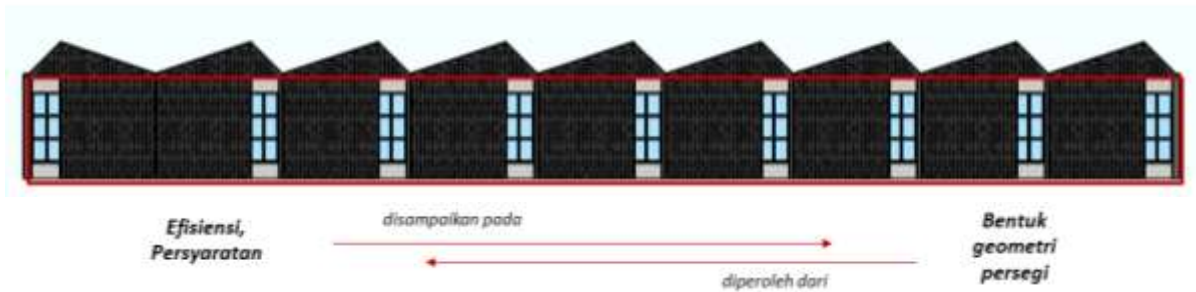 Efisiensi,
Persyaratan
disampaikan pada
diperoleh dari
Bentuk
geometri
persegi